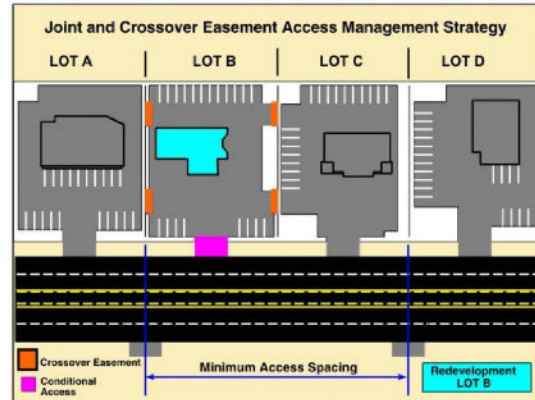 Joint and Crossover Easement Access Management Strategy
LOT A LOT B LOT C LOT D
Crossover Easement
Conditional
Access
Minimum Access Spacing
Redevelopment
LOT B